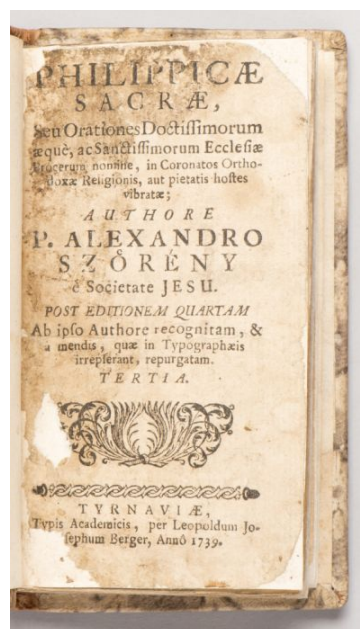 PHILIPPICÆ
SACRÆ,
Seu Orationes Doctiſſimorum
æquè, ac Sanctiſſimorum Eccleſiæ
Procerum nomine, in Coronatos Ortho-
doxæ Religionis, aut pietatis hoſtes
vibratæ;
AUTHORE
P. ALEXANDRO
SZÖRÉNY
è Societate JESU.
POST EDITIONEM QUARTAM
Ab ipſo Authore recognitam, &
a mendis, quæ in Typographæis
irrepſerant, repurgatam.
TERTIA.
TYRNAVIÆ,
Typis Academicis, per Leopoldum Jo-
ſephum Berger, Annô 1739.